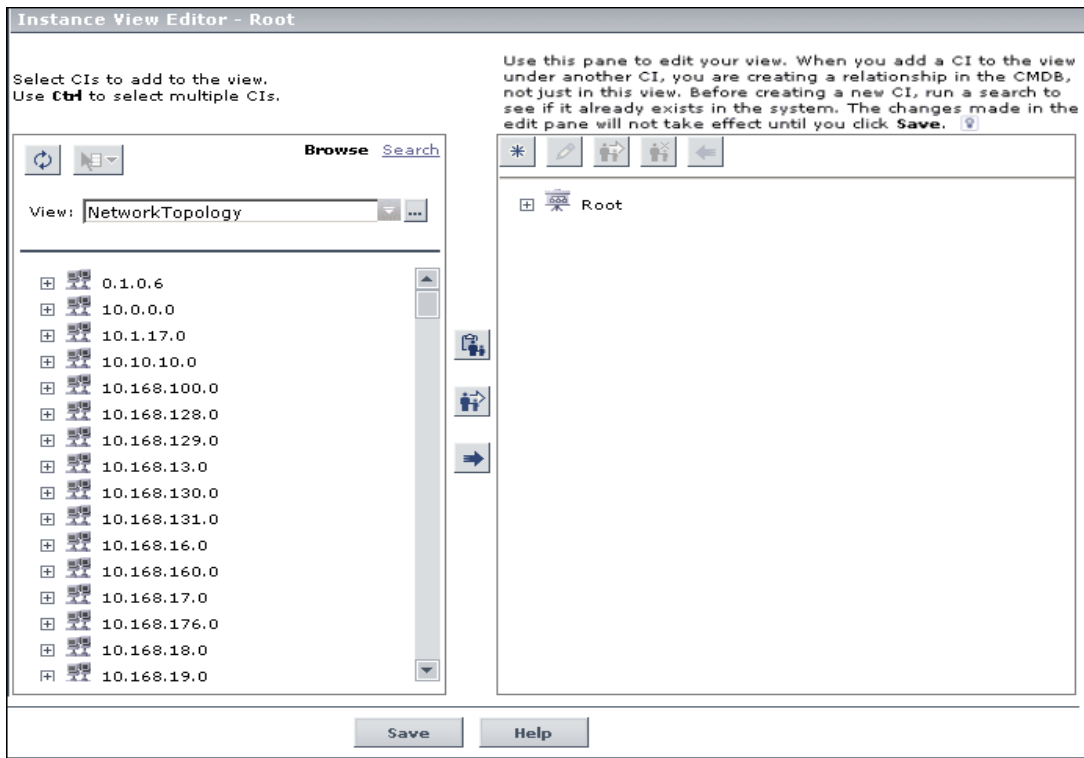 Instance View Editor - Root
Select CIs to add to the view.
Use Ctrl to select multiple CIs.
Use this pane to edit your view. When you add a CI to the view
under another CI, you are creating a relationship in the CMDB,
not just in this view. Before creating a new CI, run a search to
see if it already exists in the system. The changes made in the
edit pane will not take effect until you click Save.
Browse Search
View: NetworkTopology ...
0.1.0.6
10.0.0.0
10.1.17.0
10.10.10.0
10.168.100.0
10.168.128.0
10.168.129.0
10.168.13.0
10.168.130.0
10.168.131.0
10.168.16.0
10.168.160.0
10.168.17.0
10.168.176.0
10.168.18.0
10.168.19.0
Root
Save
Help